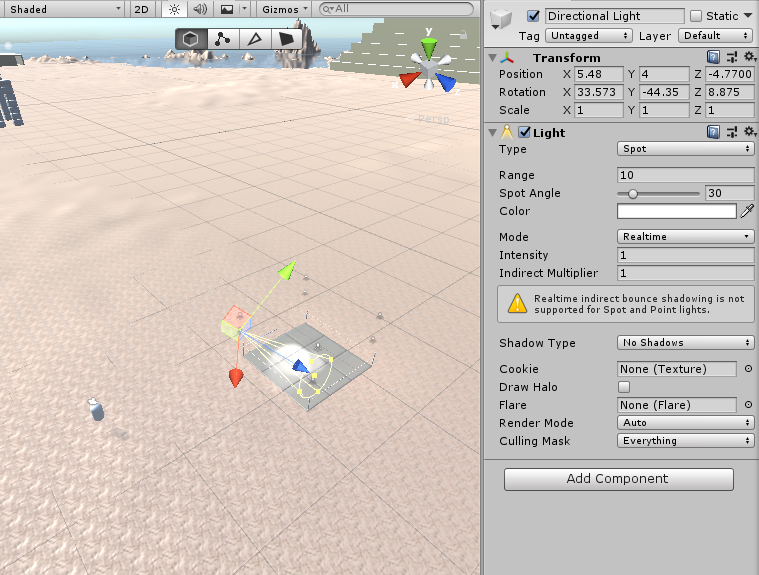 Shaded 2D Gizmos All
y
Persp
Directional Light Static
Tag Untagged Layer Default
Transform
Position X 5.48 Y 4 Z -4.7700
Rotation X 33.573 Y -44.35 Z 8.875
Scale X 1 Y 1 Z 1
Light
Type Spot
Range 10
Spot Angle 30
Color
Mode Realtime
Intensity 1
Indirect Multiplier 1
Realtime indirect bounce shadowing is not
supported for Spot and Point lights.
Shadow Type No Shadows
Cookie None (Texture)
Draw Halo
Flare None (Flare)
Render Mode Auto
Culling Mask Everything
Add Component